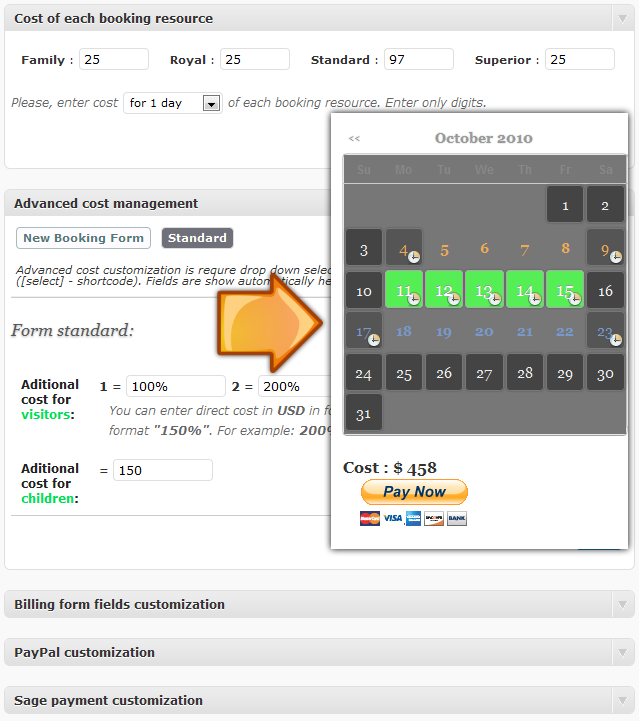 Cost of each booking resource
Family : 25 Royal : 25 Standard : 97 Superior : 25
Please, enter cost for 1 day of each booking resource. Enter only digits.
Advanced cost management
New Booking Form Standard
Advanced cost customization is requre drop down
([select] - shortcode). Fields are show
Form standard:
Aditional cost for visitors: 1 = 100% 2 = 200%
You can enter direct cost in USD in
format "150%". For example:
Aditional cost for children: = 150
<< October 2010
Su Mo Tu We Th Fr Sa
1 2
3 4 5 6 7 8 9
10 11 12 13 14 15 16
17 18 19 20 21 22 23
24 25 26 27 28 29 30
31
Cost : $ 458
Pay Now
VISA BANK
Billing form fields customization
PayPal customization
Sage payment customization